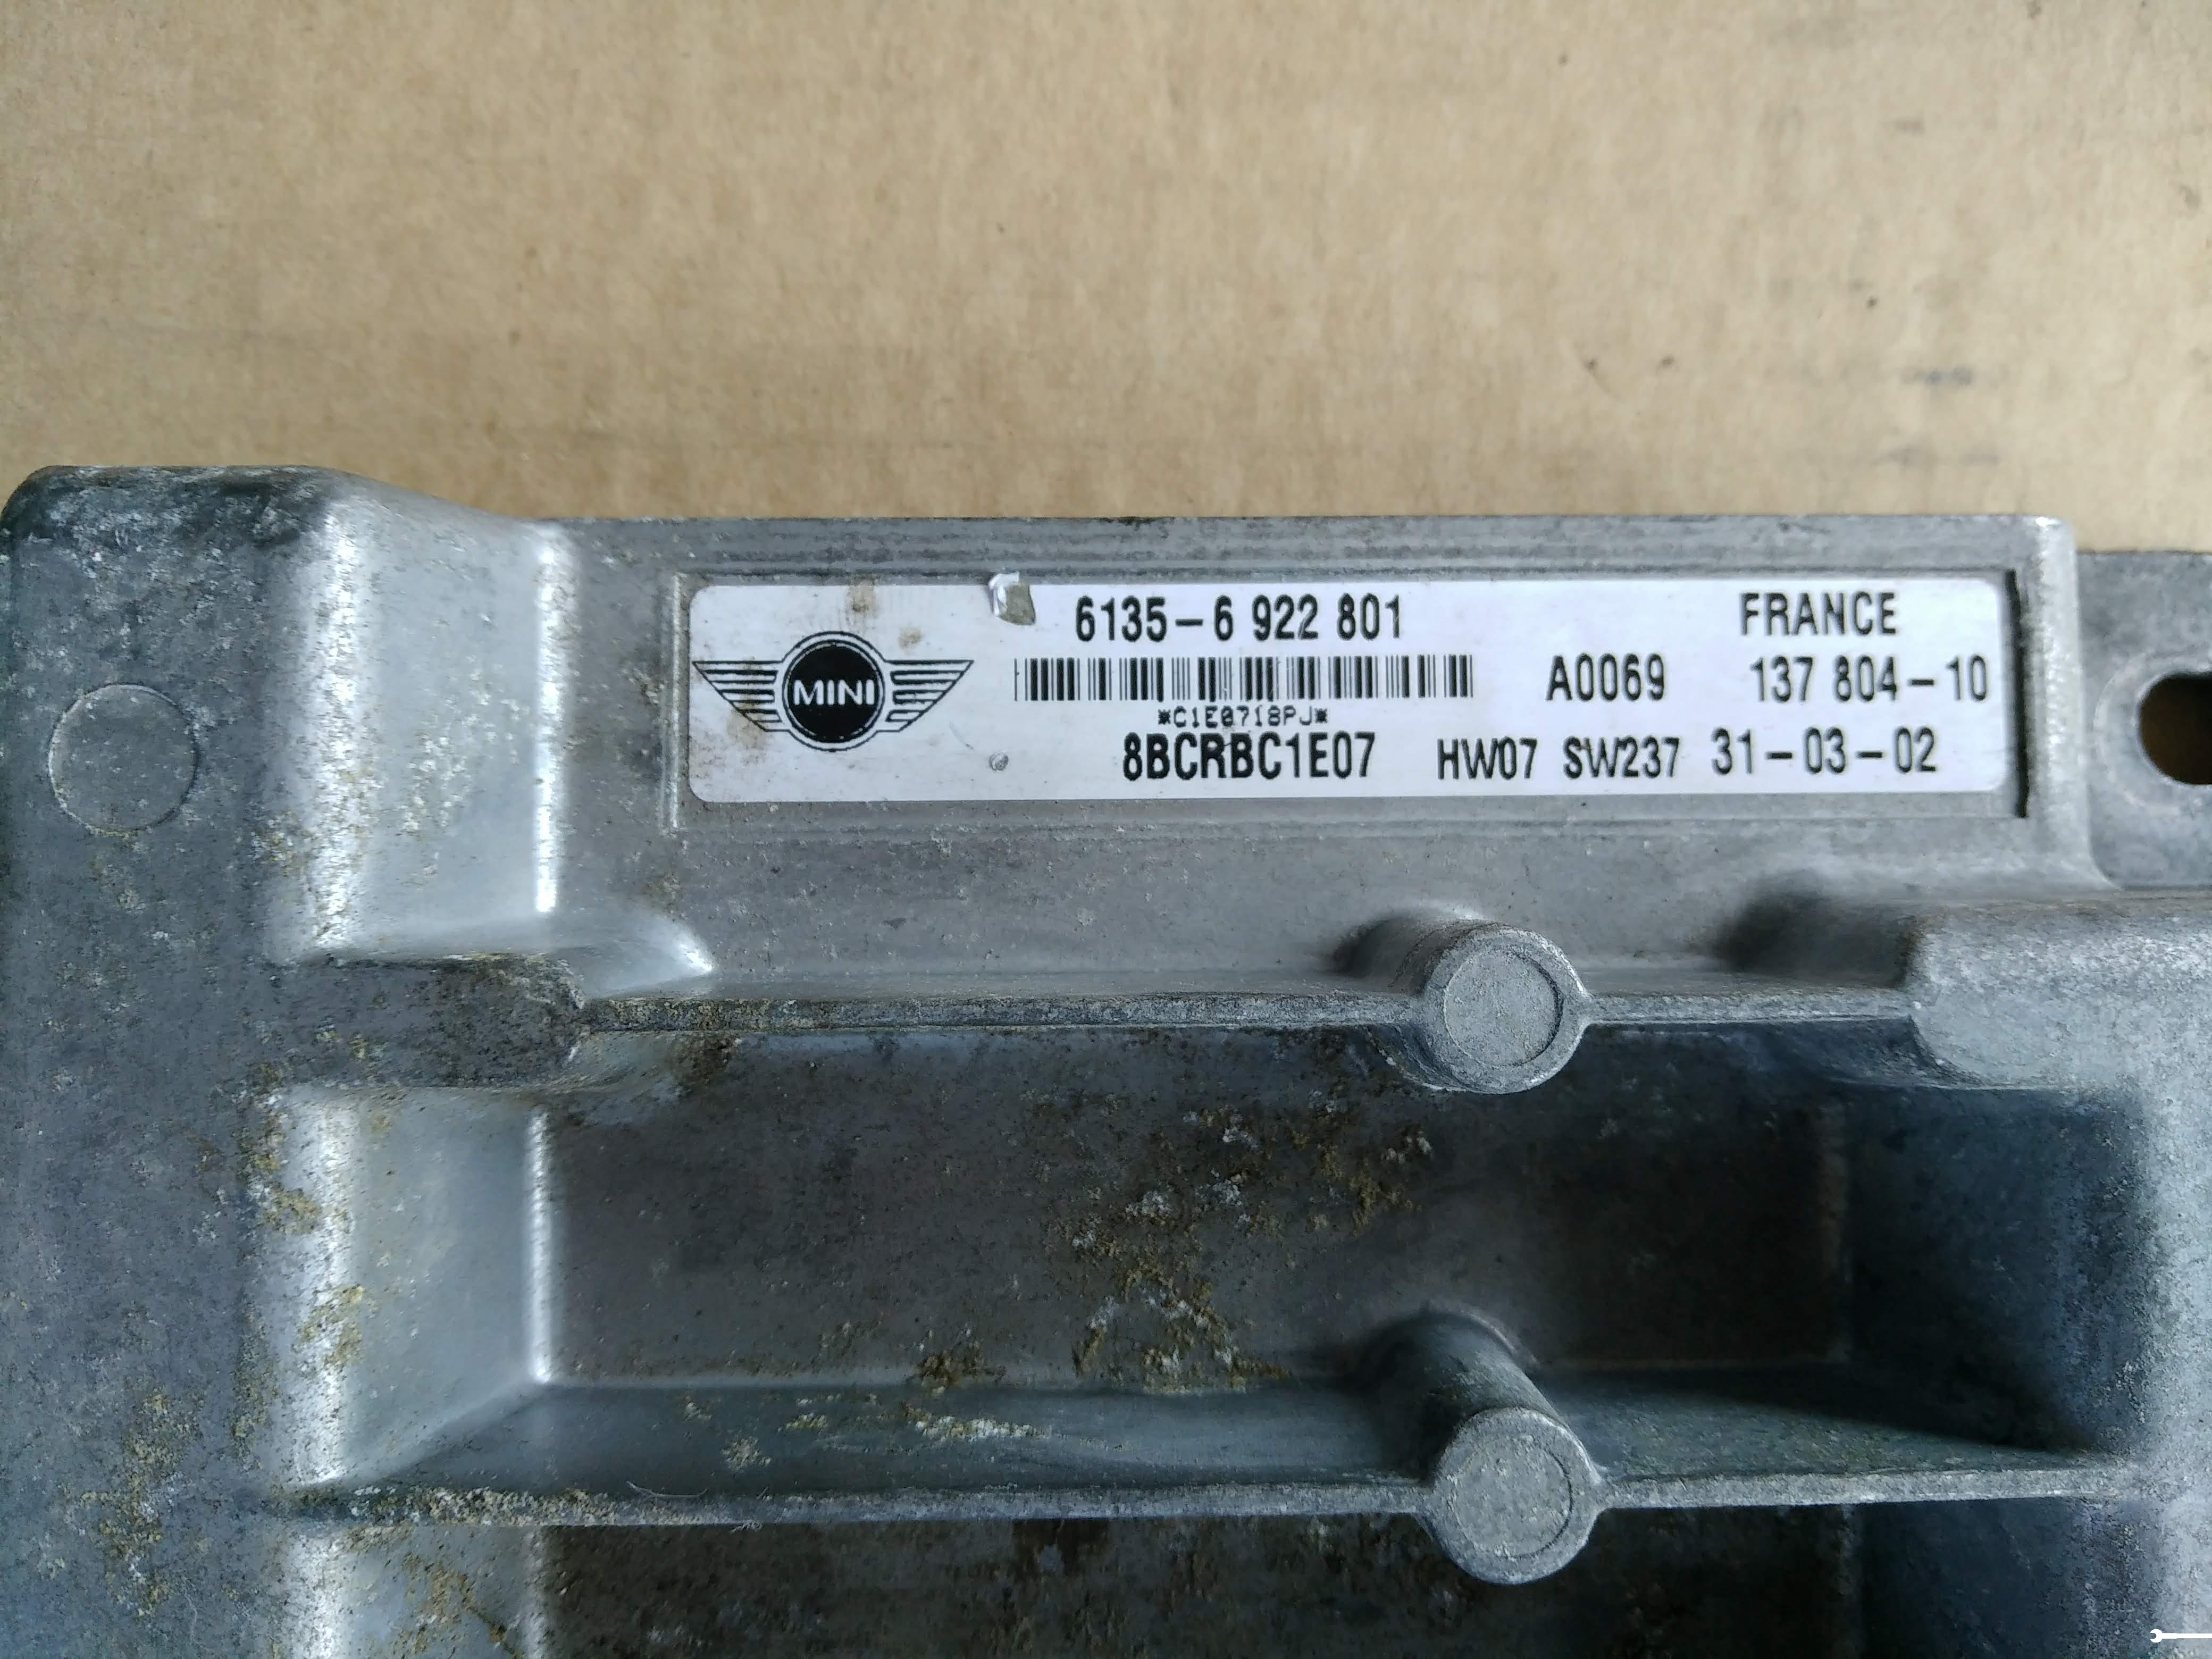 6135-6 922 801
FRANCE
MINI
A0069
137 804-10
*C1E0718PJ*
8BCRBC1E07
HW07 SW237
31-03-02